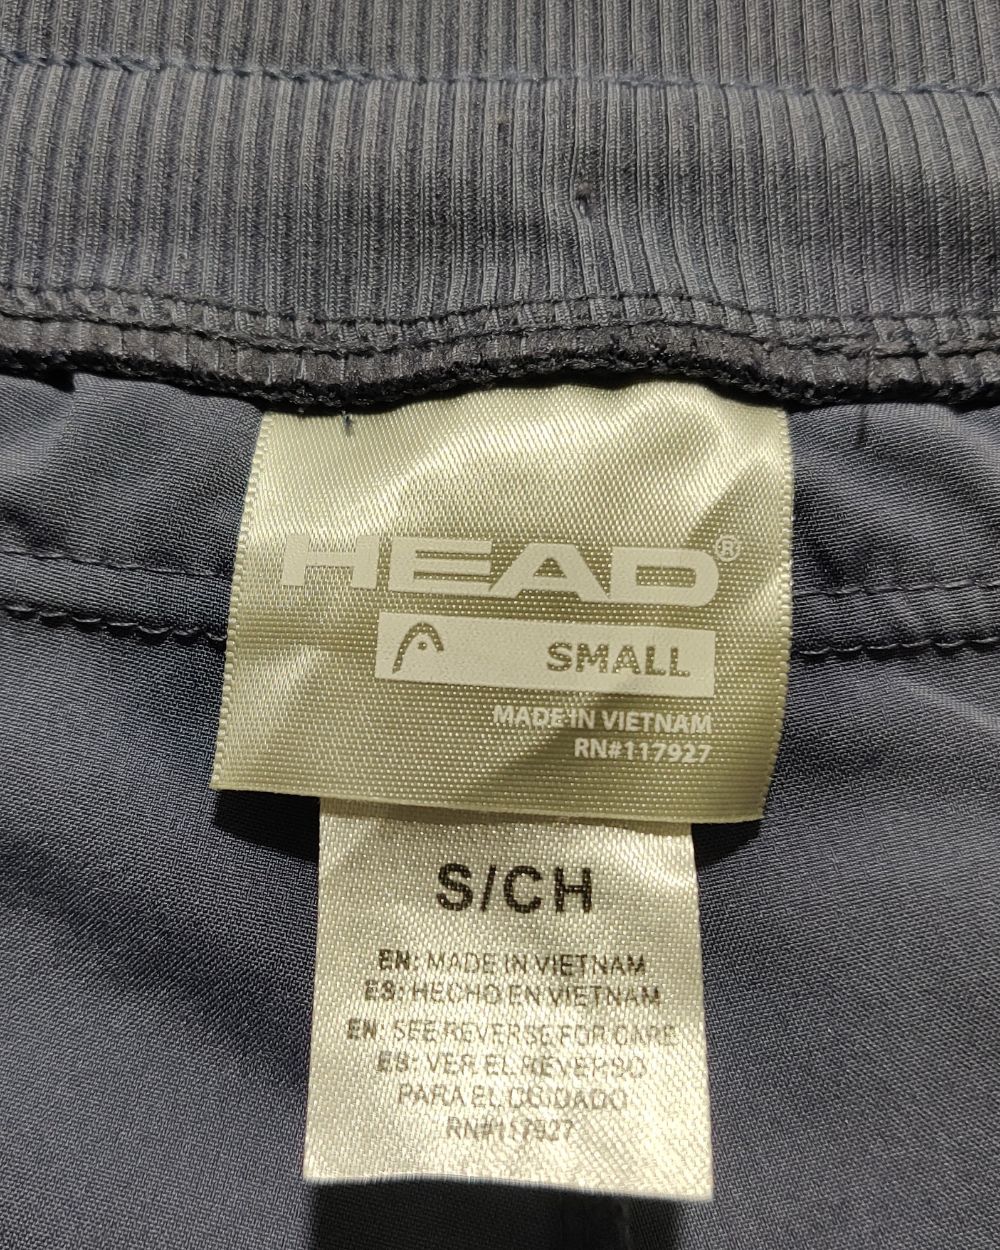 HEAD®
SMALL
MADE IN VIETNAM
RN#117927
S/CH
EN: MADE IN VIETNAM
ES: HECHO EN VIETNAM
EN: SEE REVERSE FOR CARE
ES: VER EL REVERSO
PARA EL CUIDADO
RN#117927